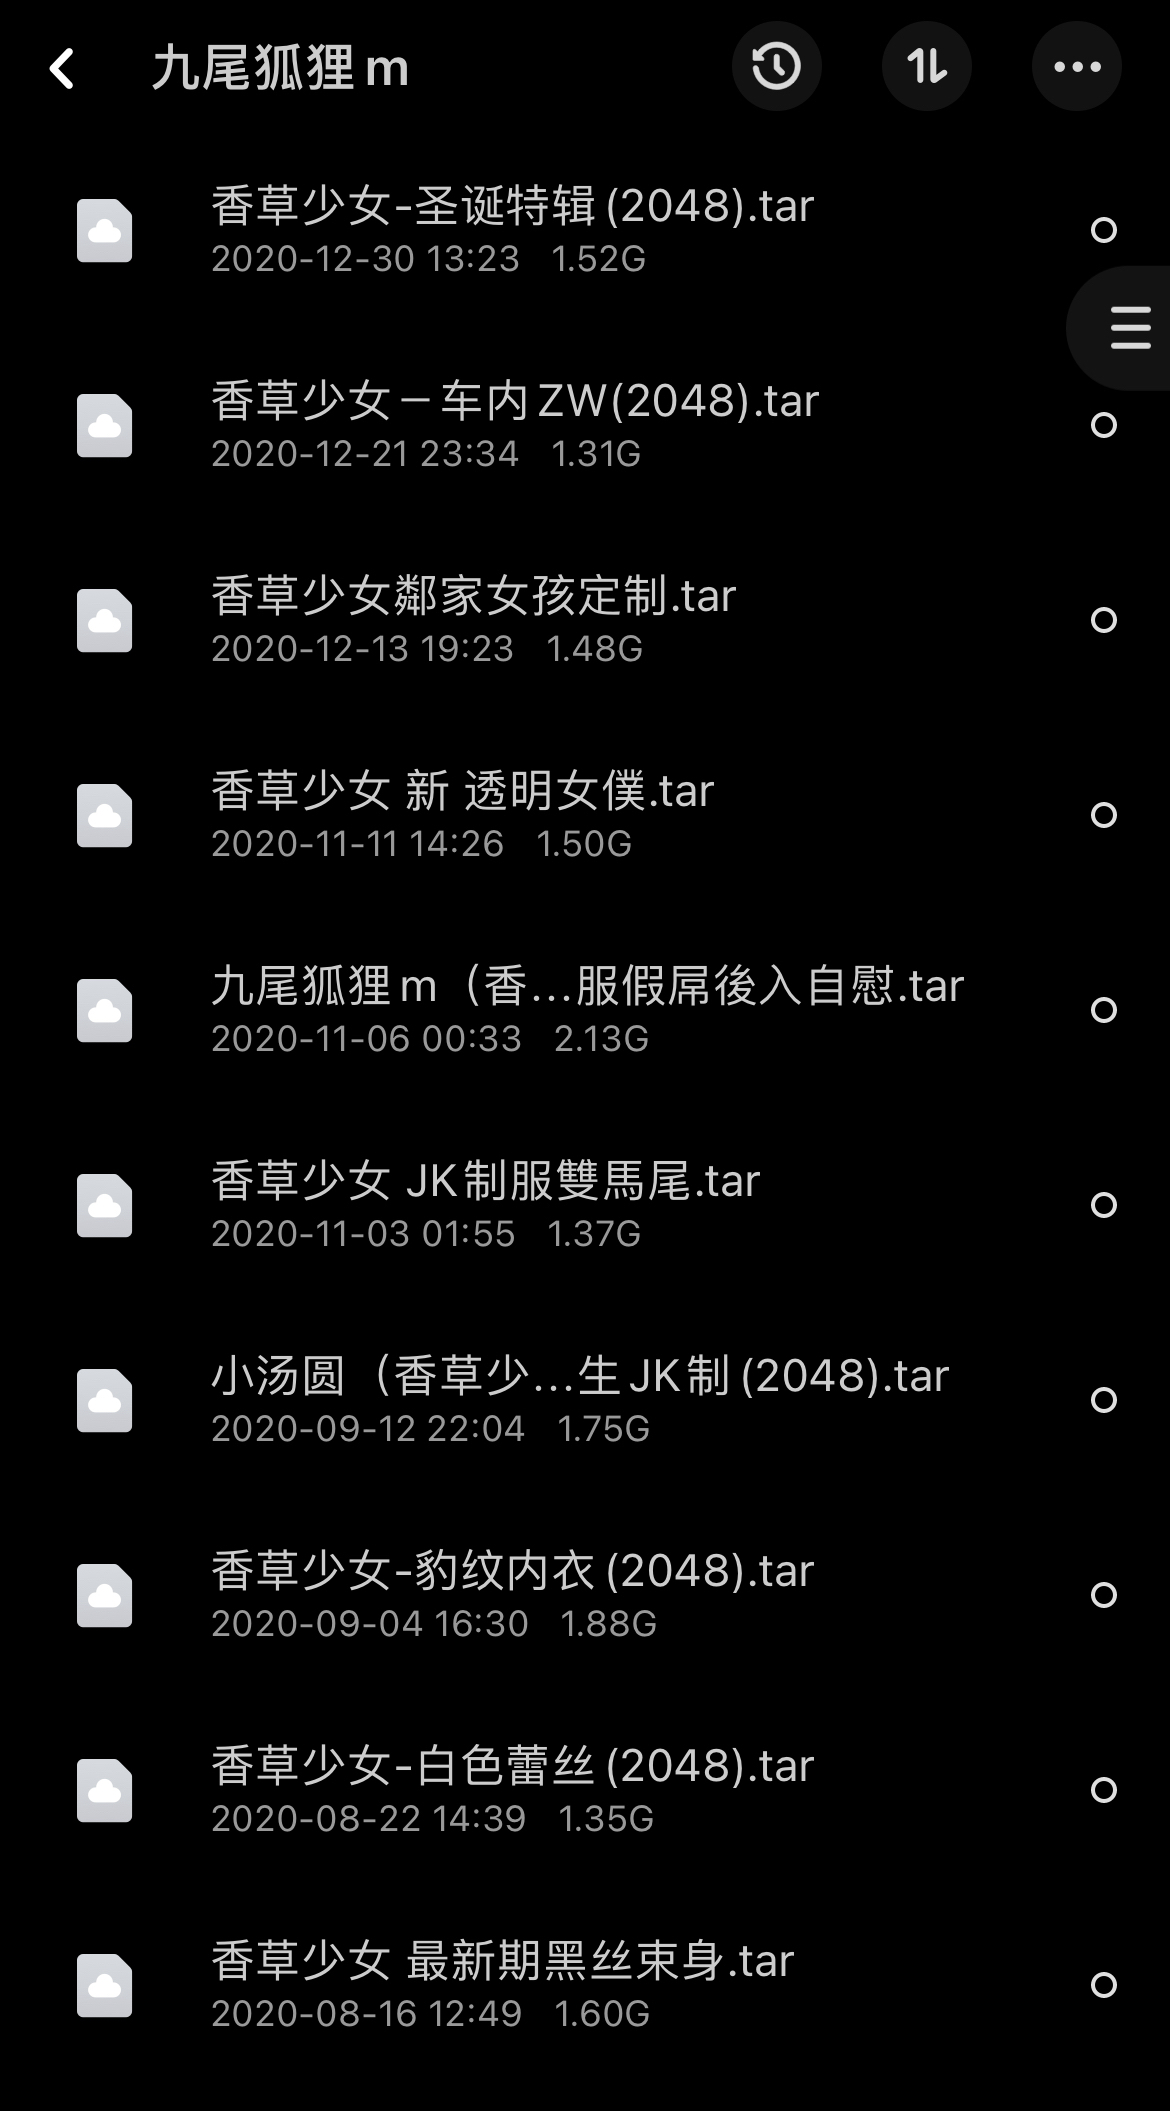 九尾狐狸m
香草少女-圣诞特辑(2048).tar
2020-12-30 13:23 1.52G
香草少女－车内ZW(2048).tar
2020-12-21 23:34 1.31G
香草少女鄰家女孩定制.tar
2020-12-13 19:23 1.48G
香草少女 新 透明女僕.tar
2020-11-11 14:26 1.50G
九尾狐狸m（香...服假屌後入自慰.tar
2020-11-06 00:33 2.13G
香草少女 JK制服雙馬尾.tar
2020-11-03 01:55 1.37G
小汤圆（香草少...生JK制(2048).tar
2020-09-12 22:04 1.75G
香草少女-豹纹内衣(2048).tar
2020-09-04 16:30 1.88G
香草少女-白色蕾丝(2048).tar
2020-08-22 14:39 1.35G
香草少女 最新期黑丝束身.tar
2020-08-16 12:49 1.60G